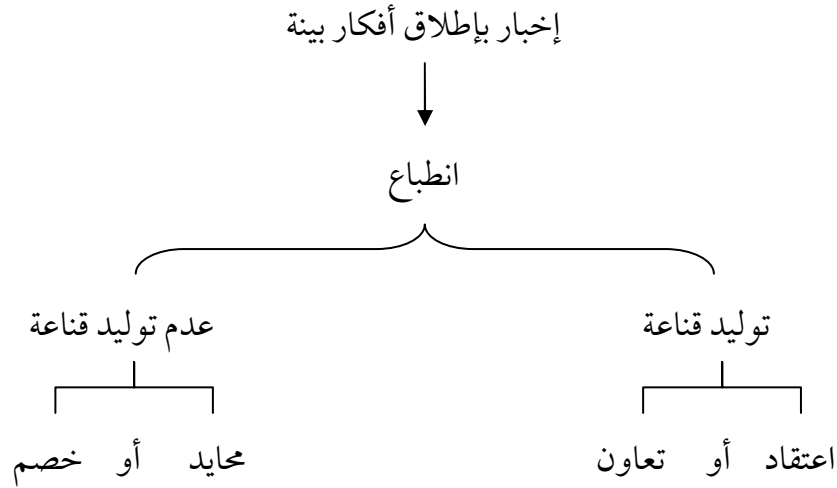 إخبار بإطلاق أفكار بينة
انطباع
توليد قناعة عدم توليد قناعة
اعتقاد أو تعاون محايد أو خصم